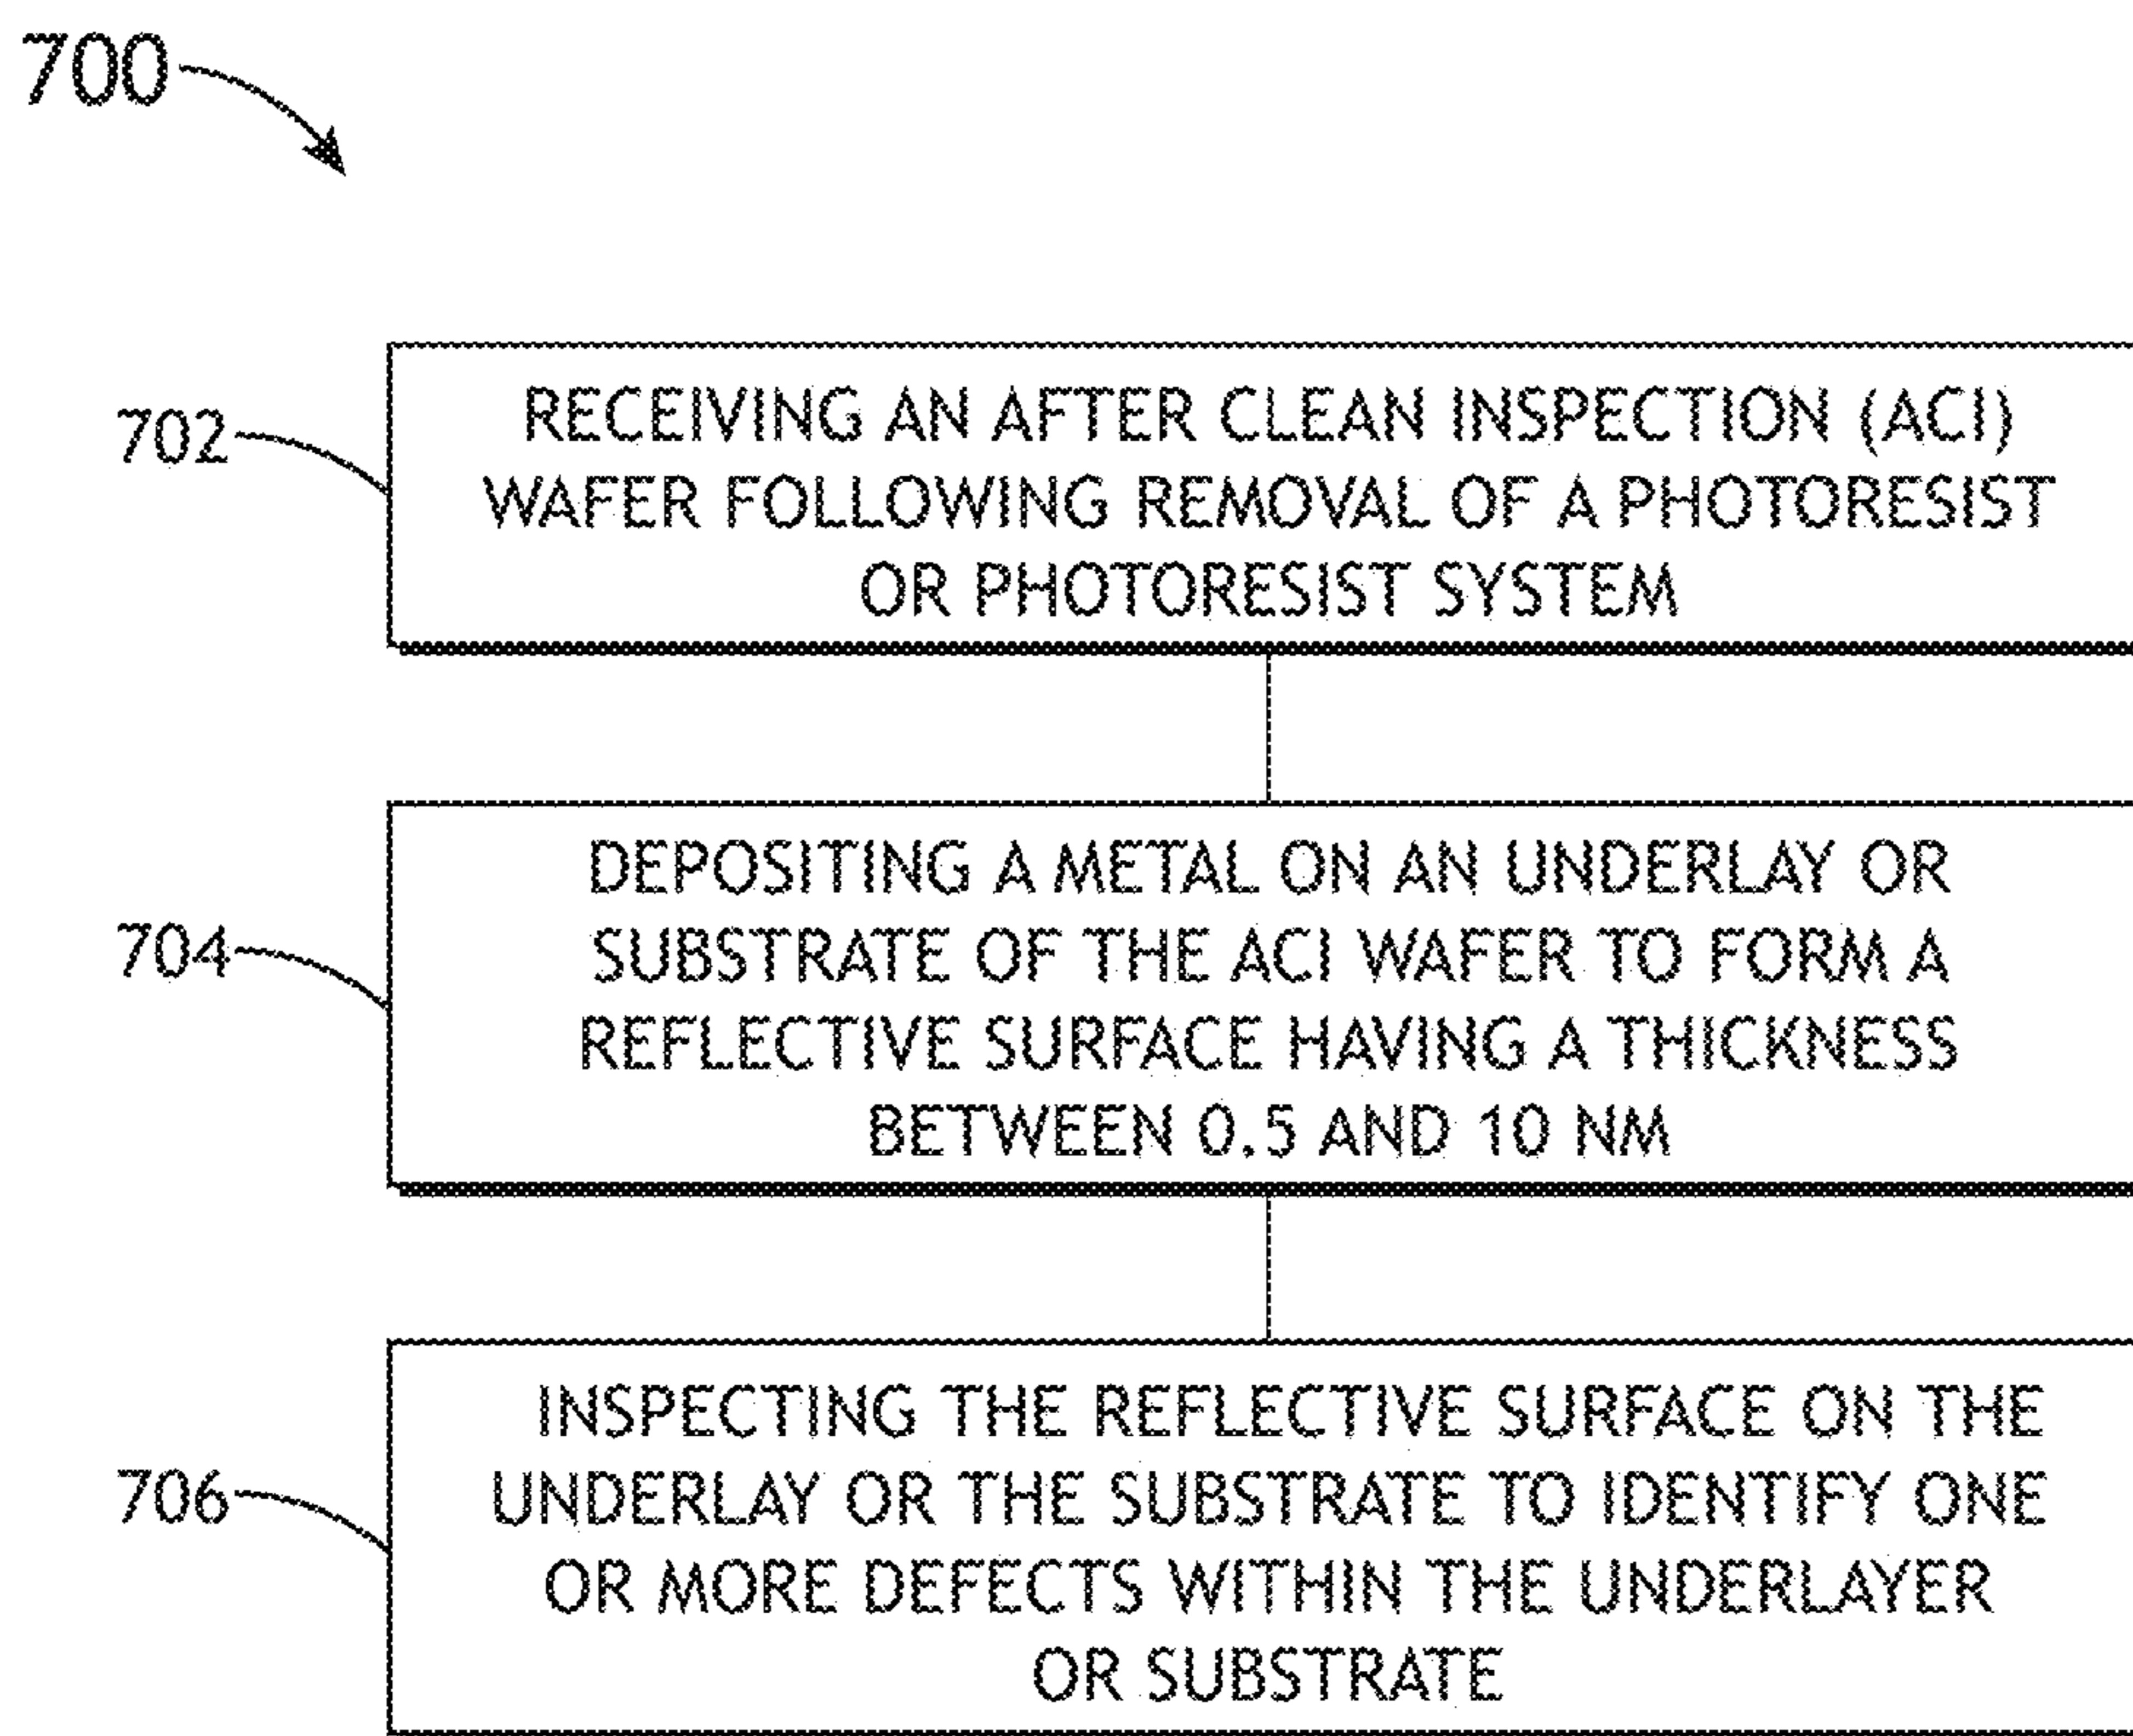 700
702
RECEIVING AN AFTER CLEAN INSPECTION (ACI)
WAFER FOLLOWING REMOVAL OF A PHOTORESIST
OR PHOTORESIST SYSTEM
704
DEPOSITING A METAL ON AN UNDERLAY OR
SUBSTRATE OF THE ACI WAFER TO FORM A
REFLECTIVE SURFACE HAVING A THICKNESS
BETWEEN 0.5 AND 10 NM
706
INSPECTING THE REFLECTIVE SURFACE ON THE
UNDERLAY OR THE SUBSTRATE TO IDENTIFY ONE
OR MORE DEFECTS WITHIN THE UNDERLAYER
OR SUBSTRATE